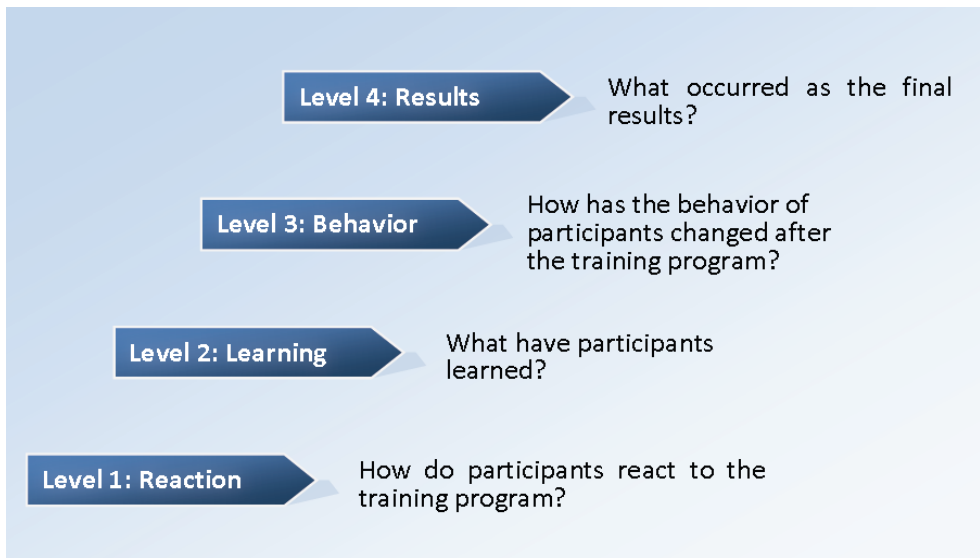 Level 4: Results
What occurred as the final
results?
Level 3: Behavior
How has the behavior of
participants changed after
the training program?
Level 2: Learning
What have participants
learned?
Level 1: Reaction
How do participants react to the
training program?